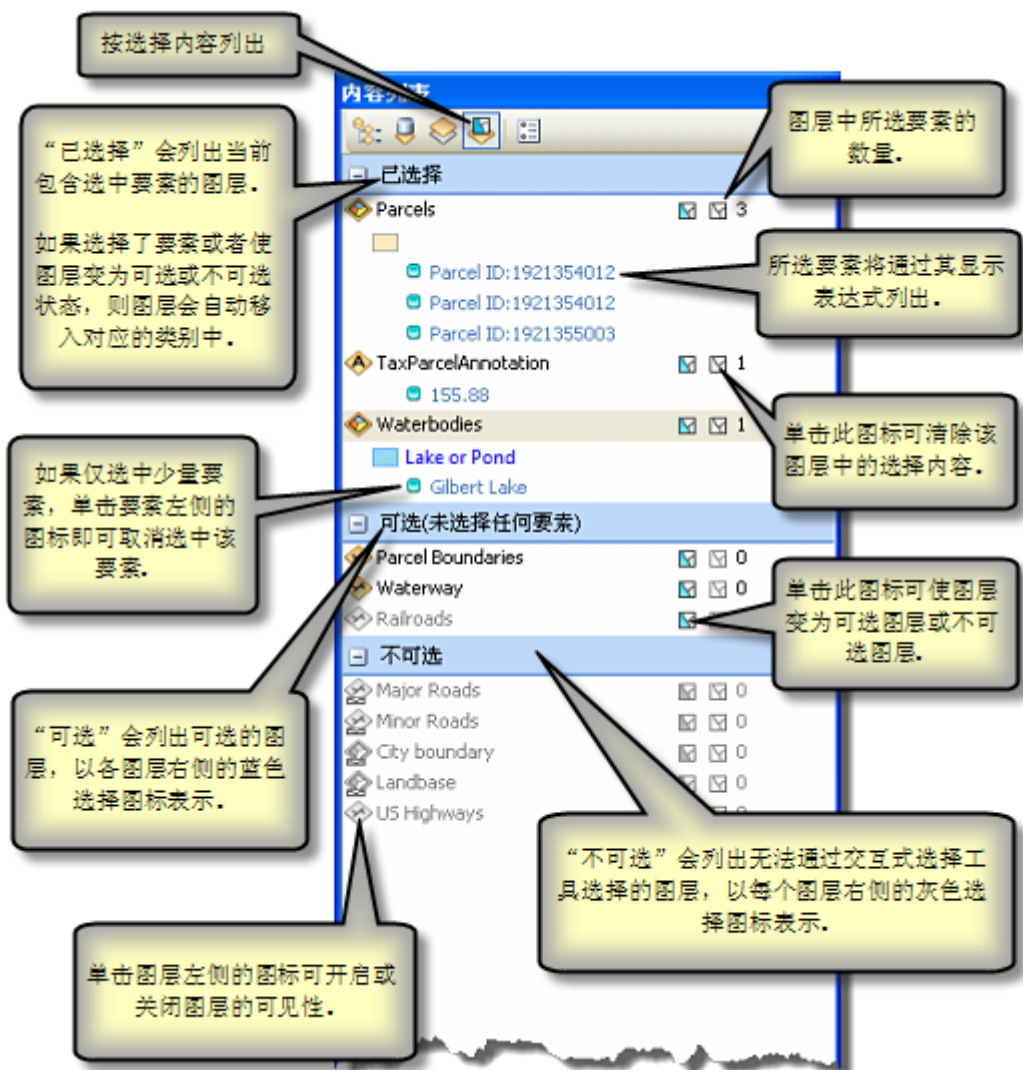 按选择内容列出
内容列表
“已选择”会列出当前
包含选中要素的图层.
如果选择了要素或者使
图层变为可选或不可选
状态，则图层会自动移
入对应的类别中.
图层中所选要素的
数量.
已选择
Parcels 3
Parcel ID:1921354012
Parcel ID:1921354012
Parcel ID:1921355003
所选要素将通过其显示
表达式列出.
TaxParcelAnnotation 1
155.88
Waterbodies 1
Lake or Pond
Gilbert Lake
单击此图标可清除该
图层中的选择内容.
如果仅选中少量要
素，单击要素左侧的
图标即可取消选中该
要素.
可选(未选择任何要素)
Parcel Boundaries 0
Waterway 0
Railroads
单击此图标可使图层
变为可选图层或不可
选图层.
不可选
Major Roads 0
Minor Roads 0
City boundary 0
Landbase 0
US Highways
“可选”会列出可选的图
层，以各图层右侧的蓝色
选择图标表示.
“不可选”会列出无法通过交互式选择工
具选择的图层，以每个图层右侧的灰色选
择图标表示.
单击图层左侧的图标可开启或
关闭图层的可见性.